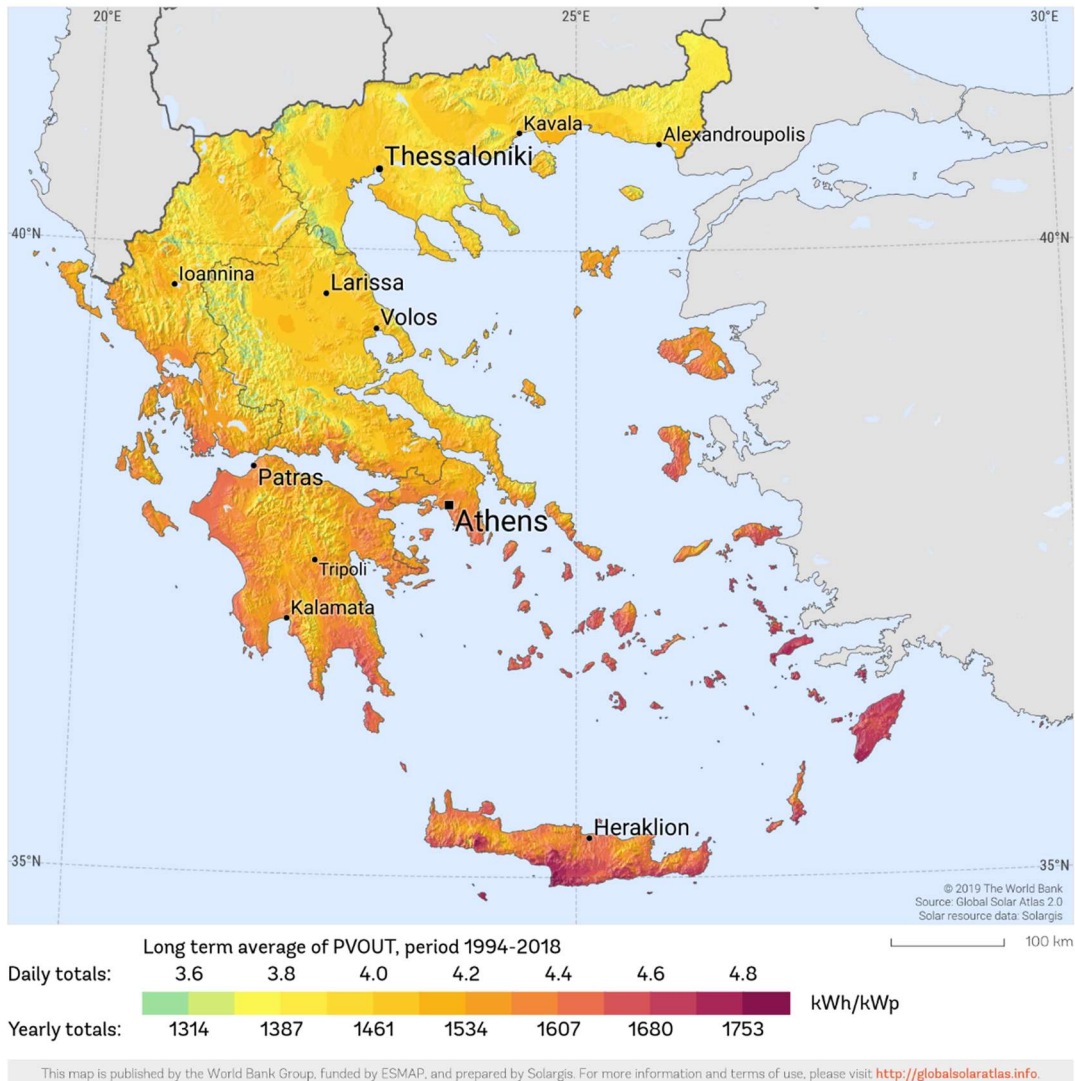 20°E 25°E 30°E
Kavala
Alexandroupolis
Thessaloniki
40°N 40°N
Ioannina
Larissa
Volos
Patras
Athens
Tripoli
Kalamata
Heraklion
35°N 35°N
© 2019 The World Bank
Source: Global Solar Atlas 2.0
Solar resource data: Solargis
100 km
Long term average of PVOUT, period 1994-2018
Daily totals: 3.6 3.8 4.0 4.2 4.4 4.6 4.8
kWh/kWp
Yearly totals: 1314 1387 1461 1534 1607 1680 1753
This map is published by the World Bank Group, funded by ESMAP, and prepared by Solargis. For more information and terms of use, please visit http://globalsolaratlas.info.